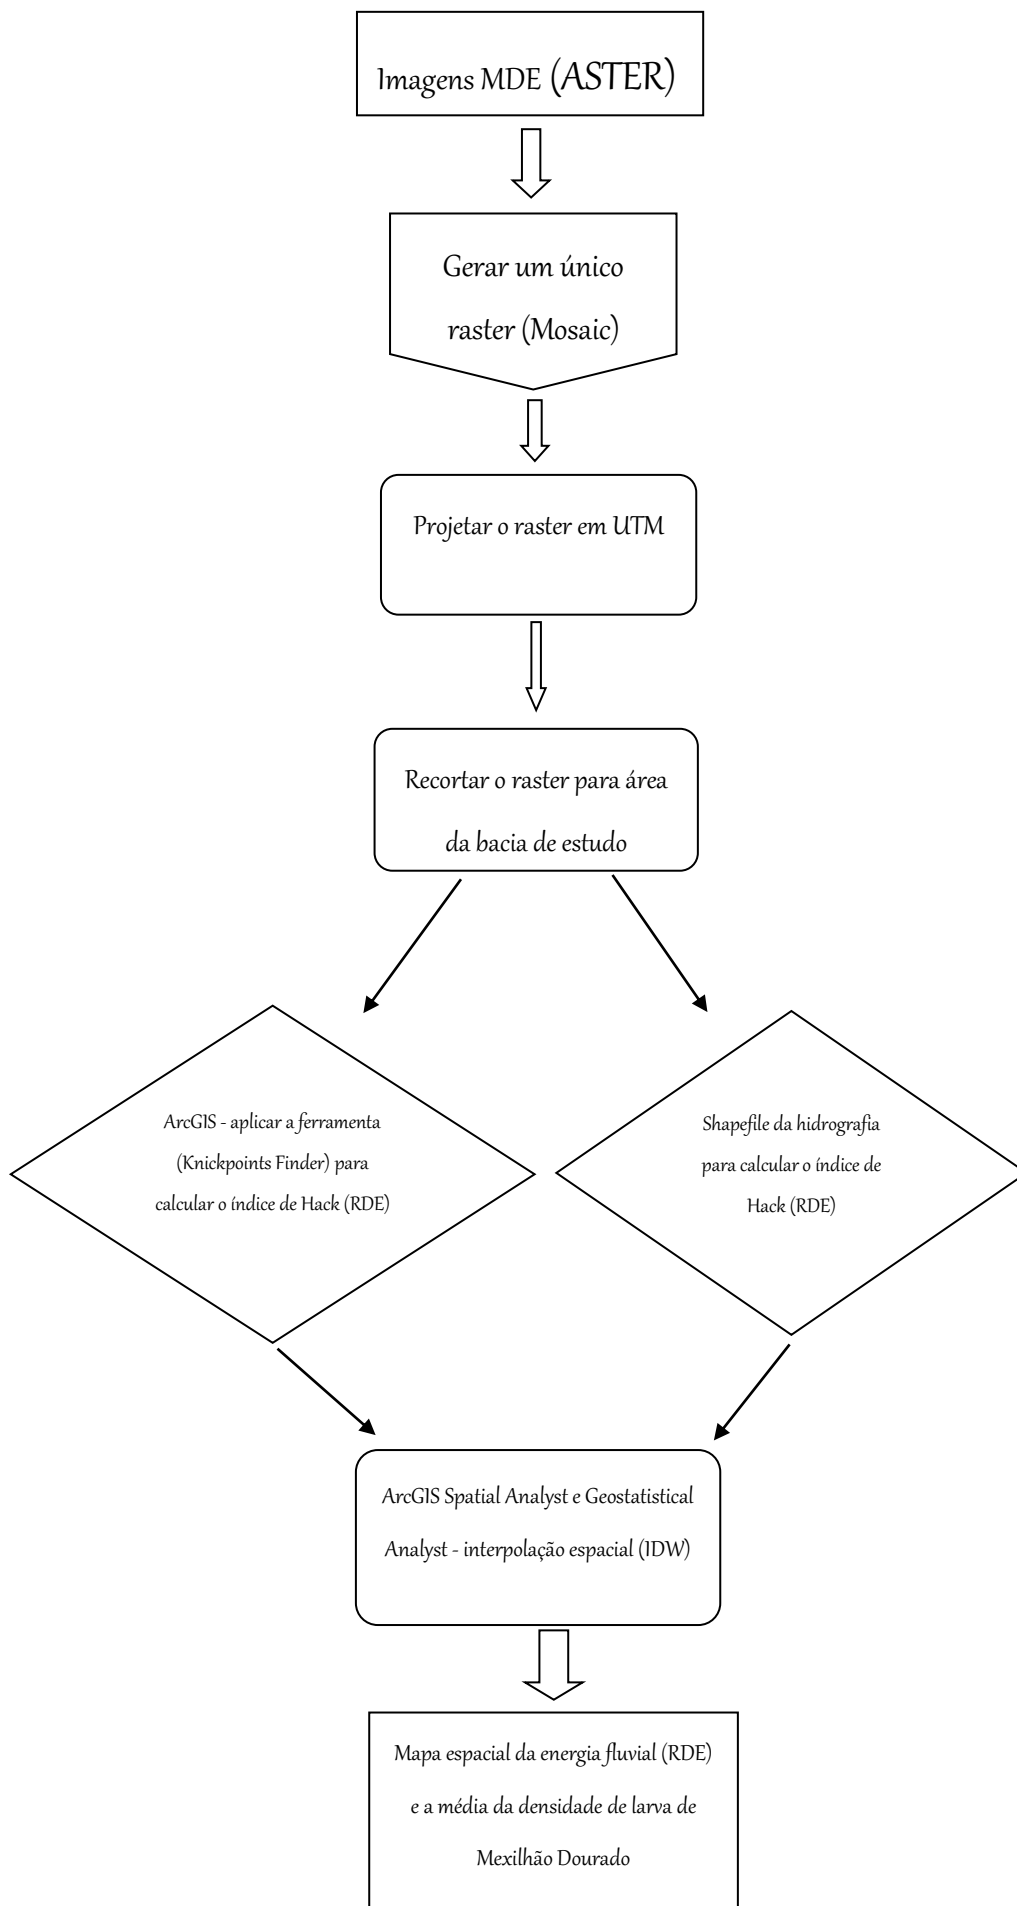 Imagens MDE (ASTER)
Gerar um único
raster (Mosaic)
Projetar o raster em UTM
Recortar o raster para área
da bacia de estudo
ArcGIS - aplicar a ferramenta
(Knickpoints Finder) para
calcular o índice de Hack (RDE)
Shapefile da hidrografia
para calcular o índice de
Hack (RDE)
ArcGIS Spatial Analyst e Geostatistical
Analyst - interpolação espacial (IDW)
Mapa espacial da energia fluvial (RDE)
e a média da densidade de larva de
Mexilhão Dourado